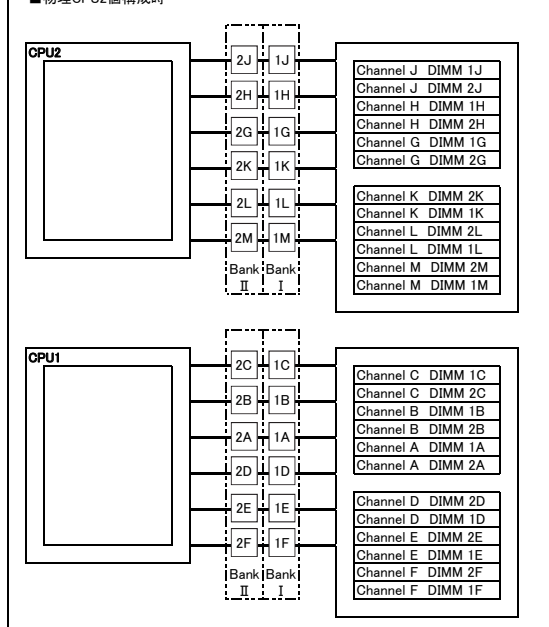 ■物理CPU2個構成時
CPU2
2J 1J
2H 1H
2G 1G
2K 1K
2L 1L
2M 1M
Bank Bank
Ⅱ Ⅰ
Channel J DIMM 1J
Channel J DIMM 2J
Channel H DIMM 1H
Channel H DIMM 2H
Channel G DIMM 1G
Channel G DIMM 2G
Channel K DIMM 2K
Channel K DIMM 1K
Channel L DIMM 2L
Channel L DIMM 1L
Channel M DIMM 2M
Channel M DIMM 1M
CPU1
2C 1C
2B 1B
2A 1A
2D 1D
2E 1E
2F 1F
Bank Bank
Ⅱ Ⅰ
Channel C DIMM 1C
Channel C DIMM 2C
Channel B DIMM 1B
Channel B DIMM 2B
Channel A DIMM 1A
Channel A DIMM 2A
Channel D DIMM 2D
Channel D DIMM 1D
Channel E DIMM 2E
Channel E DIMM 1E
Channel F DIMM 2F
Channel F DIMM 1F